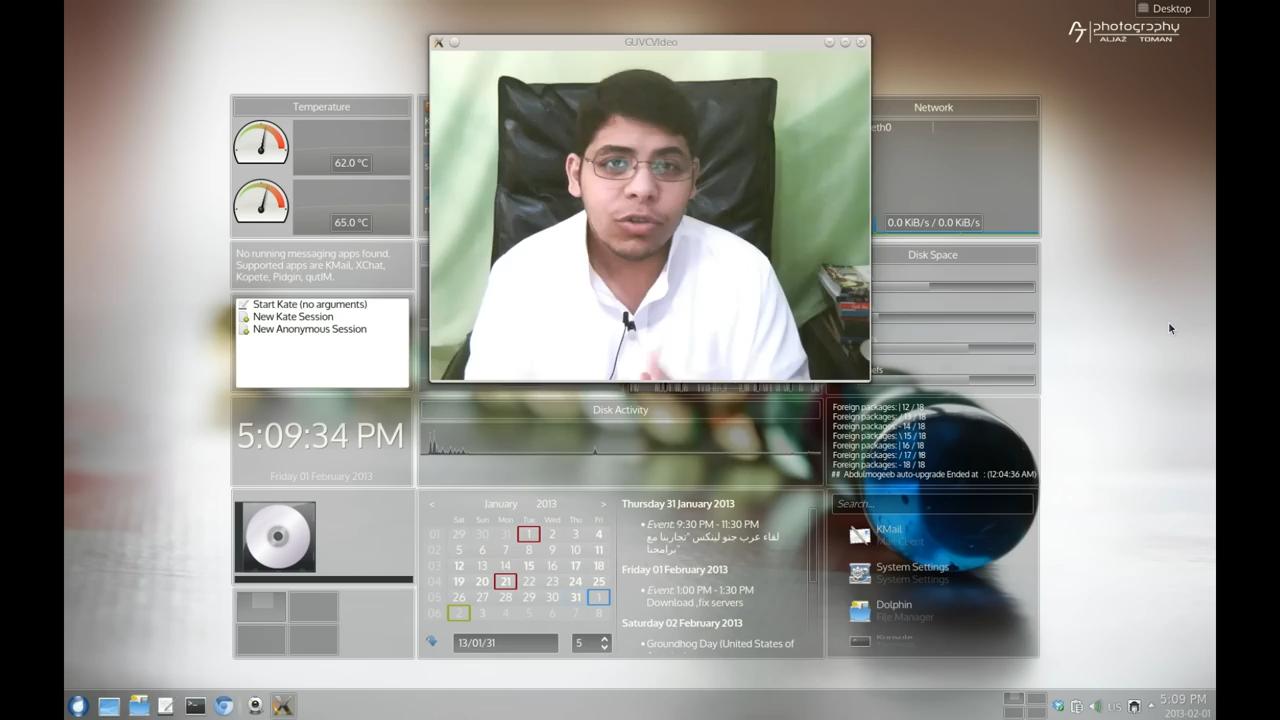 Desktop
photography
ALJAŽ TOMAN
GUVCVideo
Temperature
62.0 °C
65.0 °C
Network
eth0
0.0 KiB/s / 0.0 KiB/s
No running messaging apps found.
Supported apps are KMail, XChat,
Kopete, Pidgin, qutIM.
Disk Space
Start Kate (no arguments)
New Kate Session
New Anonymous Session
5:09:34 PM
Friday 01 February 2013
Disk Activity
Foreign packages: | 12 / 18
Foreign packages: / 13 / 18
Foreign packages: - 14 / 18
Foreign packages: \ 15 / 18
Foreign packages: | 16 / 18
Foreign packages: / 17 / 18
Foreign packages: - 18 / 18
## Abdulmogeeb auto-upgrade Ended at : (12:04:36 AM)
< January 2013 >
Sat Sun Mon Tue Wed Thu Fri
01 29 30 31 1 2 3 4
02 5 6 7 8 9 10 11
03 12 13 14 15 16 17 18
04 19 20 21 22 23 24 25
05 26 27 28 29 30 31 1
06 2 3 4 5 6 7 8
13/01/31 5
Thursday 31 January 2013
• Event: 9:30 PM - 11:30 PM
لقاء عرب جنو لينكس "تجاربنا مع
برامجنا"
Friday 01 February 2013
• Event: 1:00 PM - 1:30 PM
Download ,fix servers
Saturday 02 February 2013
• Groundhog Day (United States of
Search...
KMail
Mail Client
System Settings
System Settings
Dolphin
File Manager
Konsole
US
5:09 PM
2013-02-01